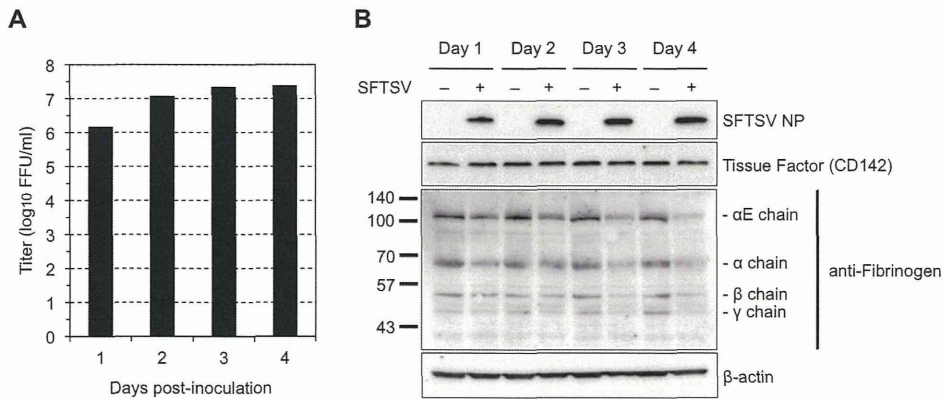 A
Titer (log10 FFU/ml)
8
7
6
5
4
3
2
1
0
1 2 3 4
Days post-inoculation
B
Day 1 Day 2 Day 3 Day 4
SFTSV – + – + – + – +
SFTSV NP
Tissue Factor (CD142)
140
100
70
57
43
- αE chain
- α chain
- β chain
- γ chain
anti-Fibrinogen
β-actin